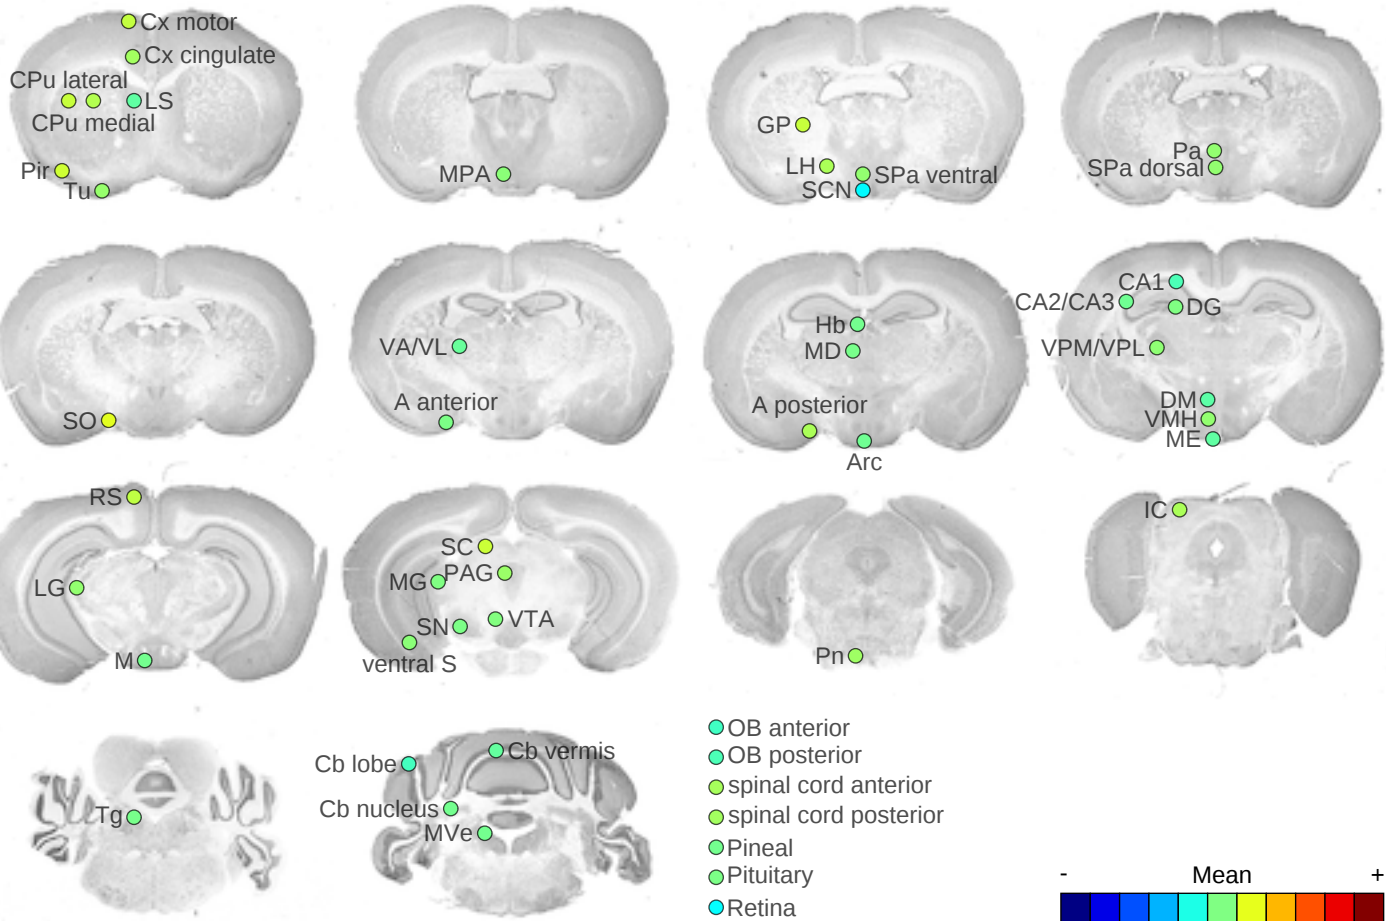 Cx motor
Cx cingulate
CPu lateral
LS
CPu medial
Pir
Tu
MPA
GP
LH
SPa ventral
SCN
Pa
SPa dorsal
SO
VA/VL
A anterior
Hb
MD
A posterior
Arc
CA1
CA2/CA3
DG
VPM/VPL
DM
VMH
ME
RS
LG
M
SC
PAG
MG
VTA
SN
ventral S
Pn
IC
Tg
Cb vermis
Cb lobe
Cb nucleus
MVe
OB anterior
OB posterior
spinal cord anterior
spinal cord posterior
Pineal
Pituitary
Retina
- Mean +